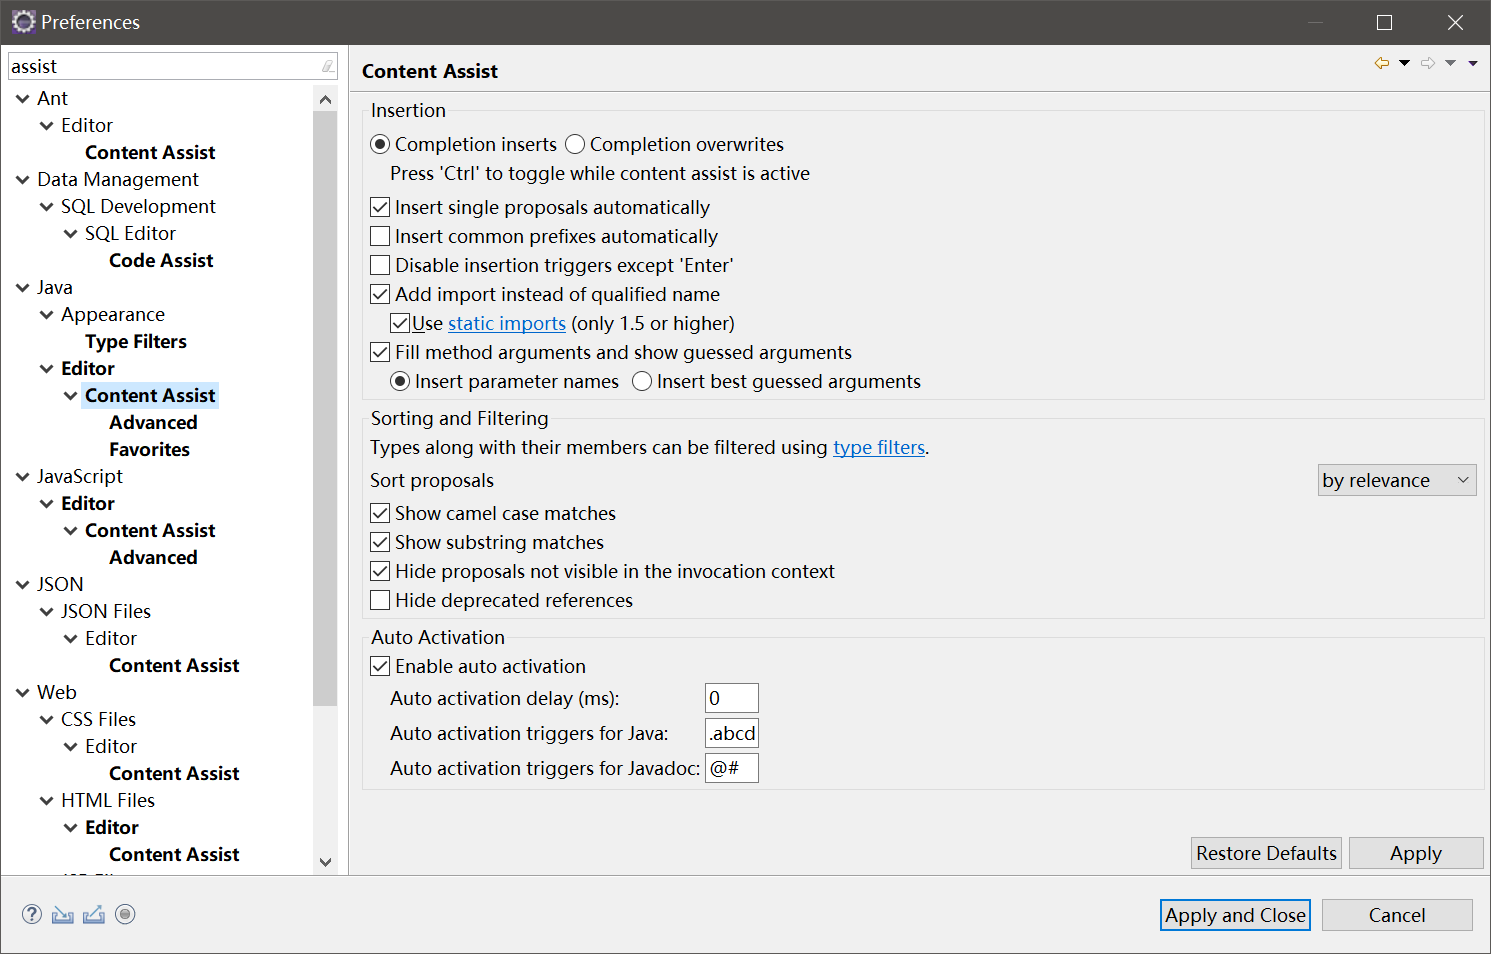 Preferences
assist
Ant
Editor
Content Assist
Data Management
SQL Development
SQL Editor
Code Assist
Java
Appearance
Type Filters
Editor
Content Assist
Advanced
Favorites
JavaScript
Editor
Content Assist
Advanced
JSON
JSON Files
Editor
Content Assist
Web
CSS Files
Editor
Content Assist
HTML Files
Editor
Content Assist
Content Assist
Insertion
Completion inserts Completion overwrites
Press 'Ctrl' to toggle while content assist is active
Insert single proposals automatically
Insert common prefixes automatically
Disable insertion triggers except 'Enter'
Add import instead of qualified name
Use static imports (only 1.5 or higher)
Fill method arguments and show guessed arguments
Insert parameter names Insert best guessed arguments
Sorting and Filtering
Types along with their members can be filtered using type filters.
Sort proposals by relevance
Show camel case matches
Show substring matches
Hide proposals not visible in the invocation context
Hide deprecated references
Auto Activation
Enable auto activation
Auto activation delay (ms): 0
Auto activation triggers for Java: .abcd
Auto activation triggers for Javadoc: @#
Restore Defaults Apply
Apply and Close Cancel